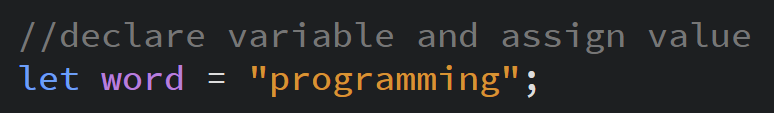 //declare variable and assign value
let word = "programming";